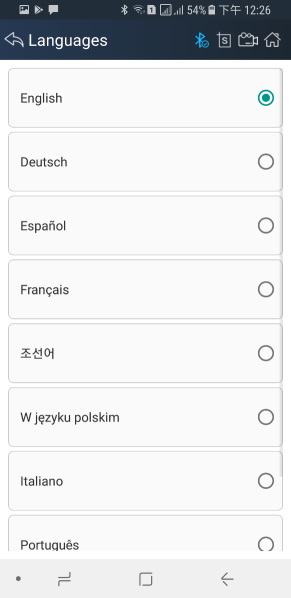 54% 下午 12:26
Languages
English
Deutsch
Español
Français
조선어
W języku polskim
Italiano
Português